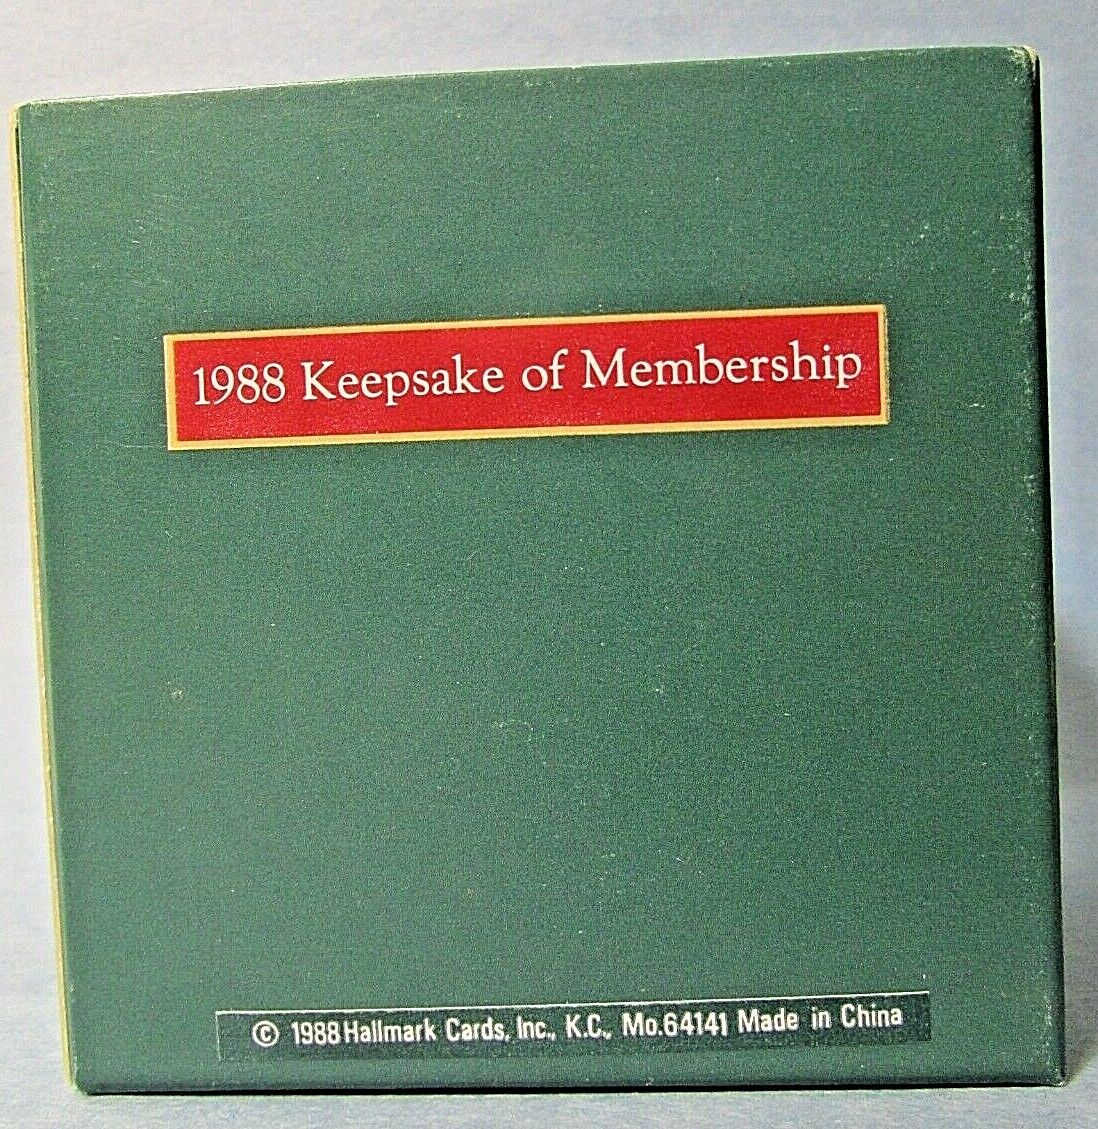 1988 Keepsake of Membership
© 1988 Hallmark Cards, Inc., K.C., Mo.64141 Made in China